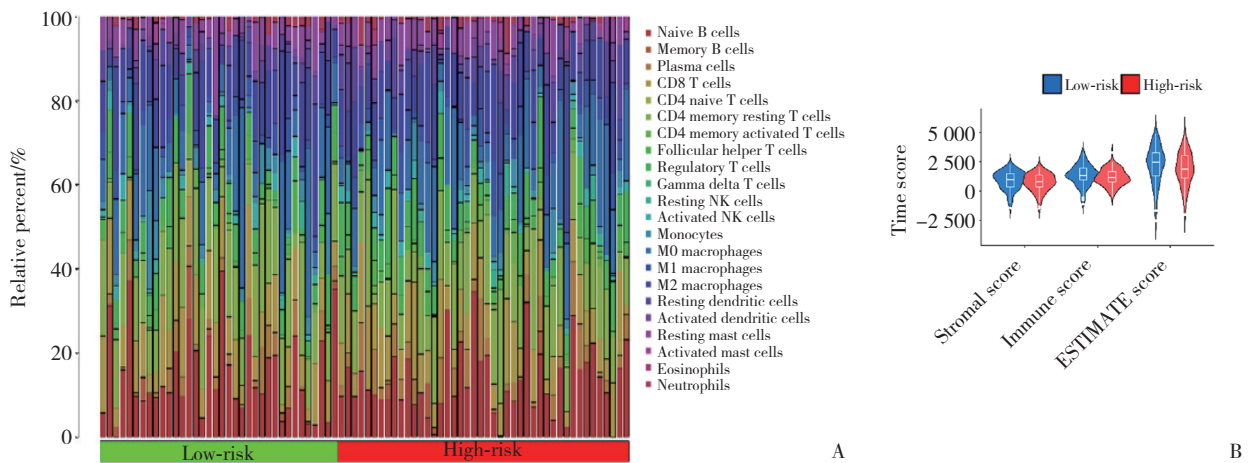 Relative percent/%
100
80
60
40
20
0
Low-risk
High-risk
Naive B cells
Memory B cells
Plasma cells
CD8 T cells
CD4 naive T cells
CD4 memory resting T cells
CD4 memory activated T cells
Follicular helper T cells
Regulatory T cells
Gamma delta T cells
Resting NK cells
Activated NK cells
Monocytes
M0 macrophages
M1 macrophages
M2 macrophages
Resting dendritic cells
Activated dendritic cells
Resting mast cells
Activated mast cells
Eosinophils
Neutrophils
A
Low-risk High-risk
Time score
5 000
2 500
0
−2 500
Stromal score
Immune score
ESTIMATE score
B